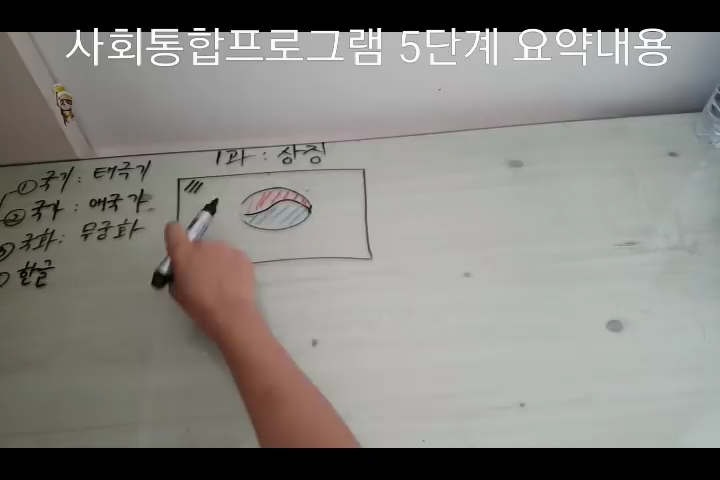 사회통합프로그램 5단계 요약내용
1과 : 상징
① 국기 : 태극기
② 국가 : 애국가
③ 국화 : 무궁화
한글